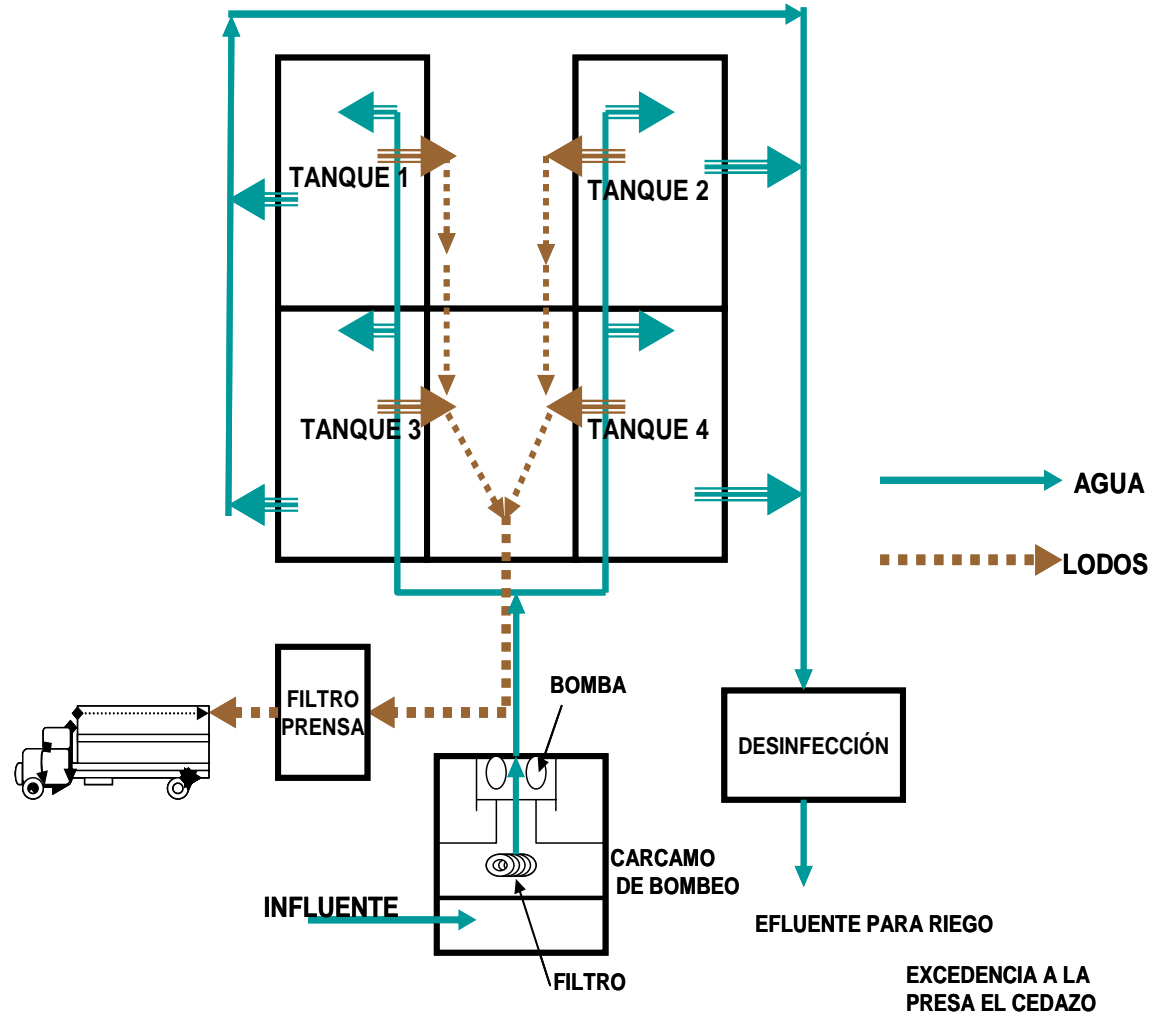 TANQUE 1
TANQUE 2
TANQUE 3
TANQUE 4
AGUA
LODOS
FILTRO
PRENSA
BOMBA
DESINFECCIÓN
CARCAMO
DE BOMBEO
INFLUENTE
FILTRO
EFLUENTE PARA RIEGO
EXCEDENCIA A LA
PRESA EL CEDAZO